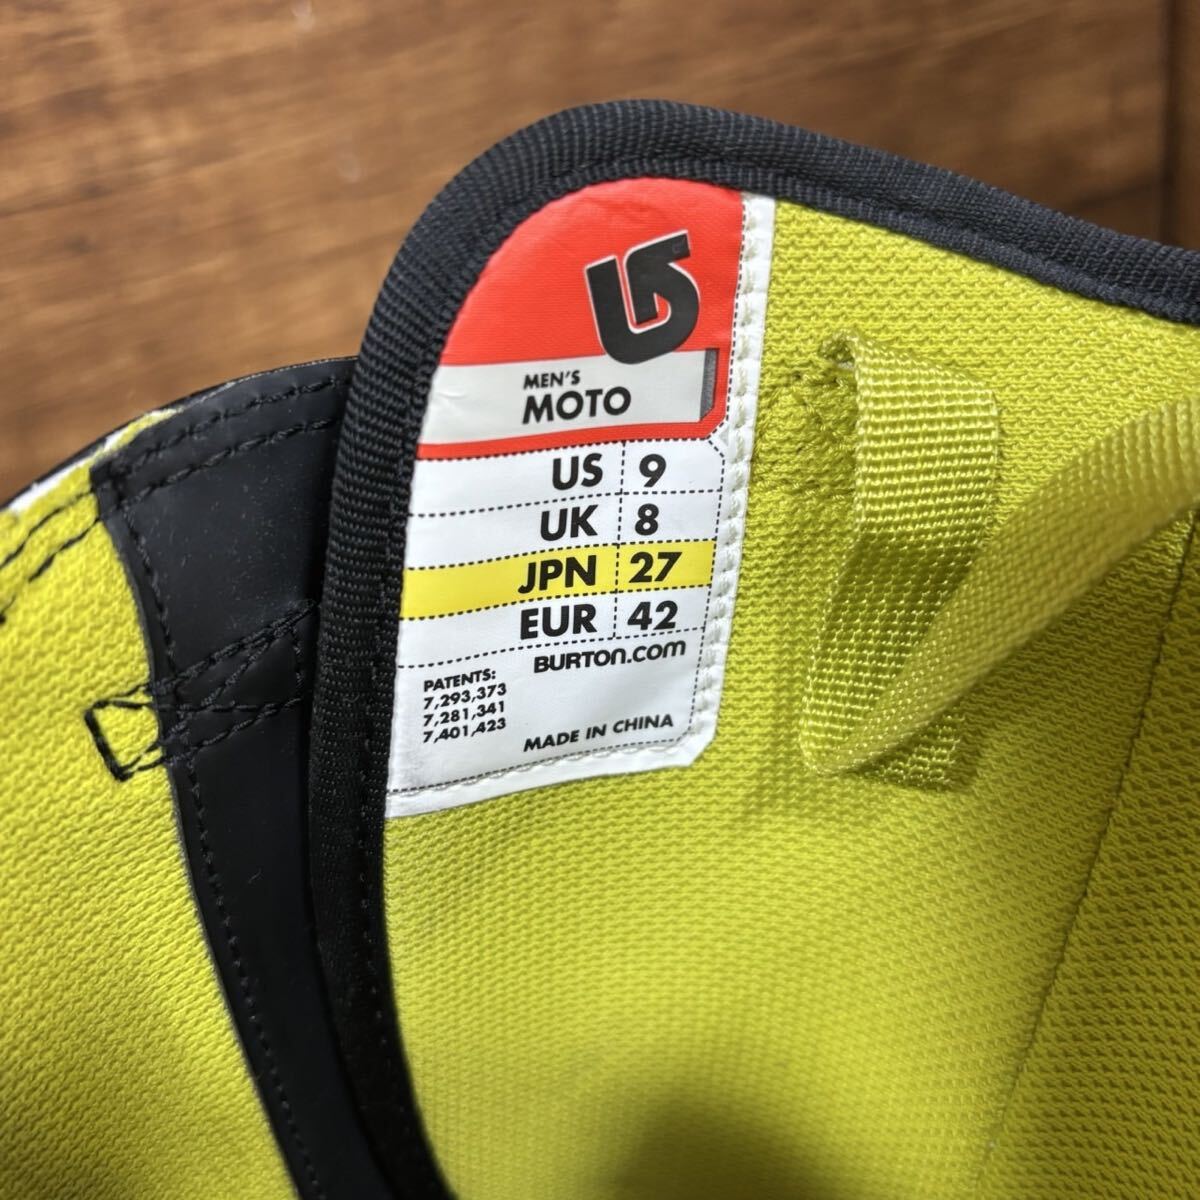 MEN'S
MOTO
US 9
UK 8
JPN 27
EUR 42
BURTON.COM
PATENTS:
7,293,373
7,281,341
7,401,423
MADE IN CHINA